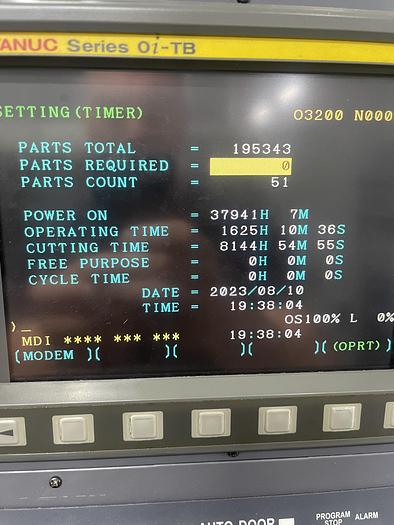 FANUC Series 0i-TB
SETTING(TIMER) O3200 N000
PARTS TOTAL = 195343
PARTS REQUIRED = 0
PARTS COUNT = 51
POWER ON = 37941H 7M
OPERATING TIME = 1625H 10M 36S
CUTTING TIME = 8144H 54M 55S
FREE PURPOSE = 0H 0M 0S
CYCLE TIME = 0H 0M 0S
DATE = 2023/08/10
TIME = 19:38:04
)_
OS100% L 0%
MDI **** *** *** 19:38:04
(MODEM )( )( )( )( (OPRT) )
AUTO DOOR
PROGRAM STOP ALARM